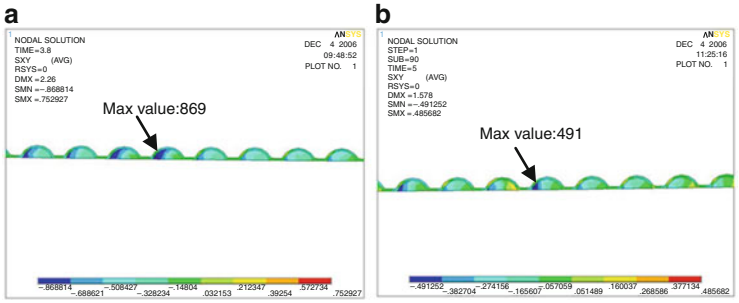 a
1
ANSYS
NODAL SOLUTION
TIME=3.8
SXY (AVG)
RSYS=0
DMX =2.26
SMN =-.868814
SMX =.752927
DEC 4 2006
09:48:52
PLOT NO. 1
Max value:869
-.868814 -.508427 -.14804 .212347 .572734
-.688621 -.328234 .032153 .39254 .752927
b
1
ANSYS
NODAL SOLUTION
STEP=1
SUB=90
TIME=5
SXY (AVG)
RSYS=0
DMX =1.578
SMN =-.491252
SMX =.485682
DEC 4 2006
11:25:16
PLOT NO. 1
Max value:491
-.491252 -.274156 -.057059 .160037 .377134
-.382704 -.165607 .051489 .268586 .485682